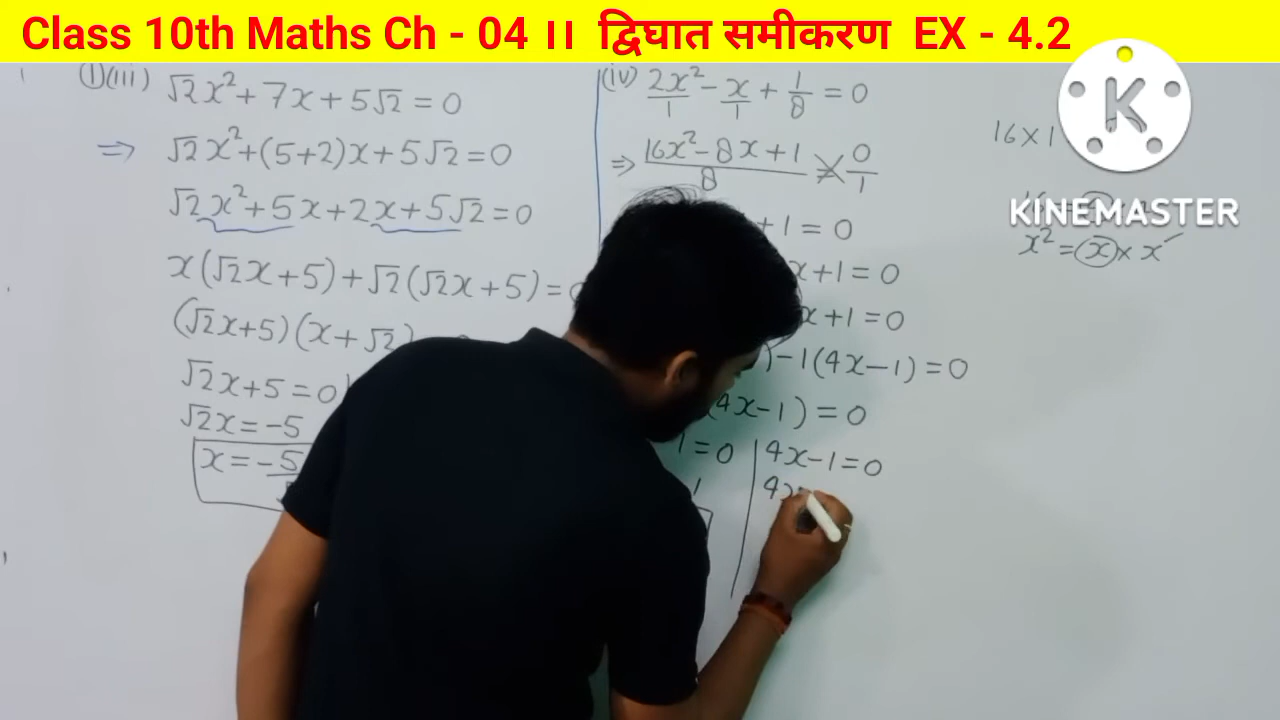 Class 10th Maths Ch - 04 ।। द्विघात समीकरण EX - 4.2
KINEMASTER
(1)(iii) √2x²+7x+5√2=0
⇒ √2x²+(5+2)x+5√2=0
√2x²+5x+2x+5√2=0
x(√2x+5)+√2(√2x+5)=
(√2x+5)(x+√2)
√2x+5=0
√2x=-5
x=-5
(iv) 2x²/1 - x/1 + 1/8 = 0
⇒ 16x²-8x+1/8 = 0/1
+1=0
x+1=0
x+1=0
)-1(4x-1)=0
(4x-1)=0
1=0 | 4x-1=0
1 4x
16×1
x²=x×x